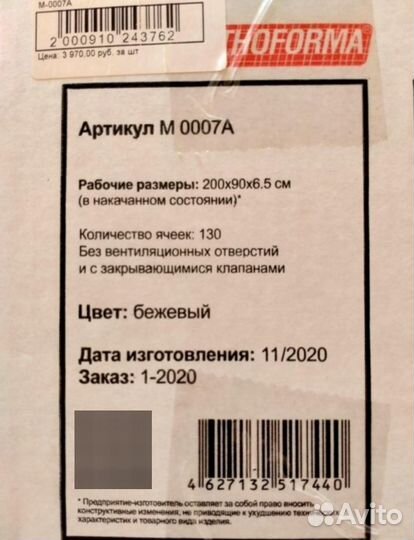 М-0007А
2 000910 243762
Цена: 3 970,00 руб. за шт
THOFORMA
Артикул М 0007А
Рабочие размеры: 200х90х6.5 см
(в накачанном состоянии)*
Количество ячеек: 130
Без вентиляционных отверстий
и с закрывающимися клапанами
Цвет: бежевый
Дата изготовления: 11/2020
Заказ: 1-2020
4 627132 517440
* Предприятие-изготовитель оставляет за собой право вносить
конструктивные изменения, не приводящие к ухудшению технических
характеристик и товарного вида изделия.
Avito